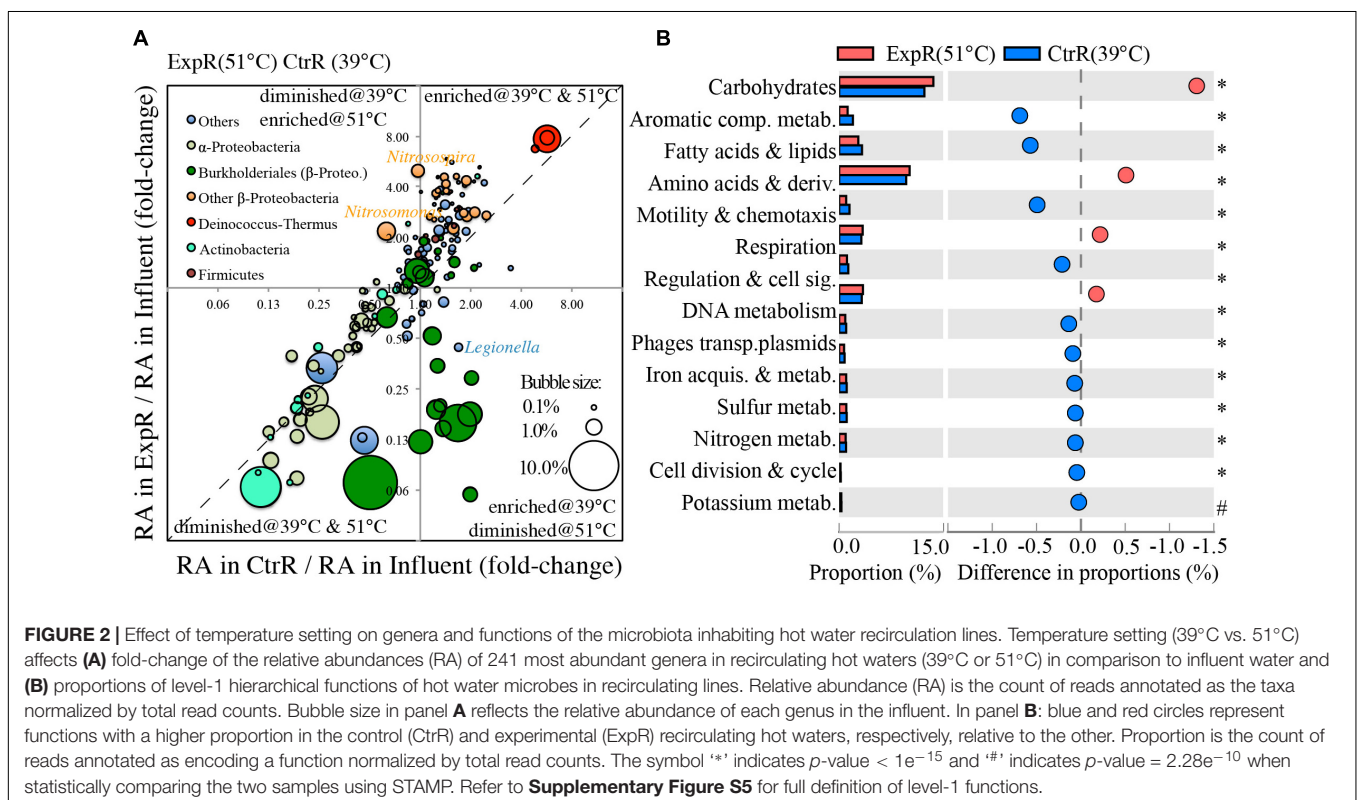 A
ExpR(51°C) CtrR (39°C)
diminished@39°C
enriched@51°C
enriched@39°C & 51°C
Others
α-Proteobacteria
Burkholderiales (β-Proteo.)
Other β-Proteobacteria
Deinococcus-Thermus
Actinobacteria
Firmicutes
Nitrosospira
Nitrosomonas
Legionella
8.00
4.00
2.00
0.50
0.25
0.13
0.06
0.06
0.13
0.25
2.00
4.00
8.00
Bubble size:
0.1%
1.0%
10.0%
diminished@39°C & 51°C
enriched@39°C
diminished@51°C
RA in ExpR / RA in Influent (fold-change)
RA in CtrR / RA in Influent (fold-change)
B
ExpR(51°C)
CtrR(39°C)
Carbohydrates *
Aromatic comp. metab. *
Fatty acids & lipids *
Amino acids & deriv. *
Motility & chemotaxis *
Respiration *
Regulation & cell sig. *
DNA metabolism *
Phages transp.plasmids *
Iron acquis. & metab. *
Sulfur metab. *
Nitrogen metab. *
Cell division & cycle *
Potassium metab. #
0.0 15.0 -1.0 -0.5 0.0 0.5 -1.0 -1.5
Proportion (%) Difference in proportions (%)
FIGURE 2 | Effect of temperature setting on genera and functions of the microbiota inhabiting hot water recirculation lines. Temperature setting (39°C vs. 51°C)
affects (A) fold-change of the relative abundances (RA) of 241 most abundant genera in recirculating hot waters (39°C or 51°C) in comparison to influent water and
(B) proportions of level-1 hierarchical functions of hot water microbes in recirculating lines. Relative abundance (RA) is the count of reads annotated as the taxa
normalized by total read counts. Bubble size in panel A reflects the relative abundance of each genus in the influent. In panel B: blue and red circles represent
functions with a higher proportion in the control (CtrR) and experimental (ExpR) recirculating hot waters, respectively, relative to the other. Proportion is the count of
reads annotated as encoding a function normalized by total read counts. The symbol '*' indicates p-value < 1e−15 and '#' indicates p-value = 2.28e−10 when
statistically comparing the two samples using STAMP. Refer to Supplementary Figure S5 for full definition of level-1 functions.